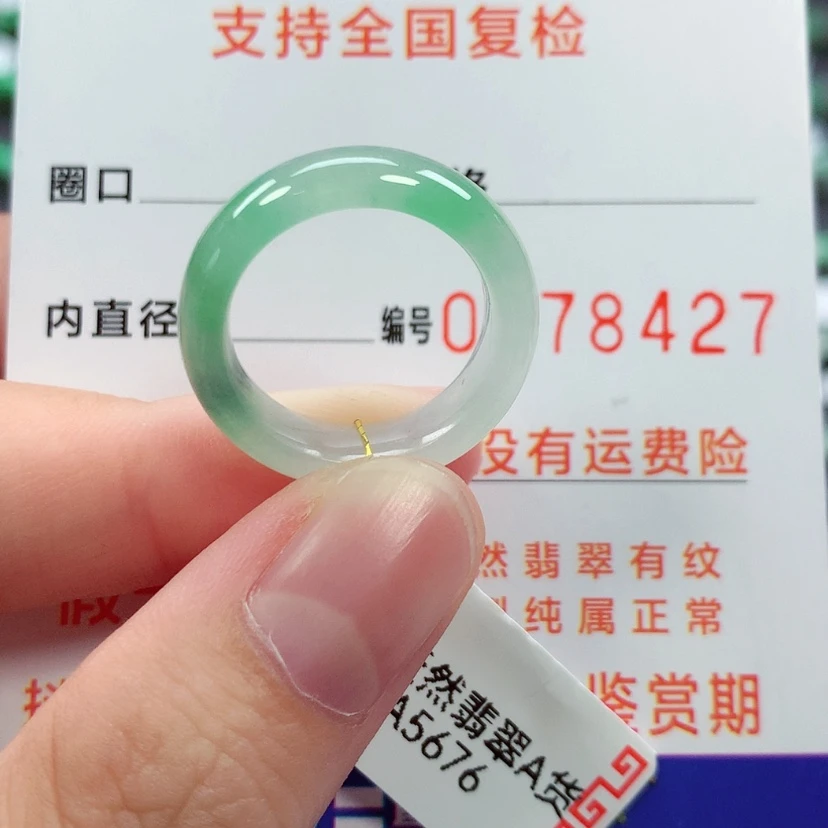 支持全国复检
圈口
内直径 编号 0 78427
没有运费险
然翡翠有纹
纯属正常
鉴赏期
然翡翠A货
A5676